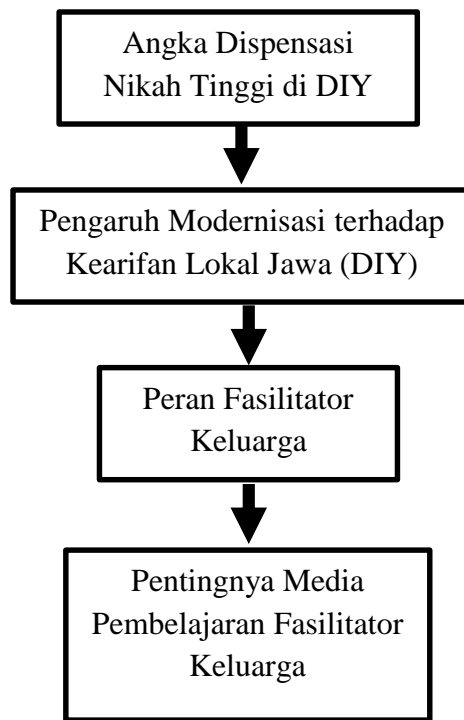 Angka Dispensasi
Nikah Tinggi di DIY
Pengaruh Modernisasi terhadap
Kearifan Lokal Jawa (DIY)
Peran Fasilitator
Keluarga
Pentingnya Media
Pembelajaran Fasilitator
Keluarga